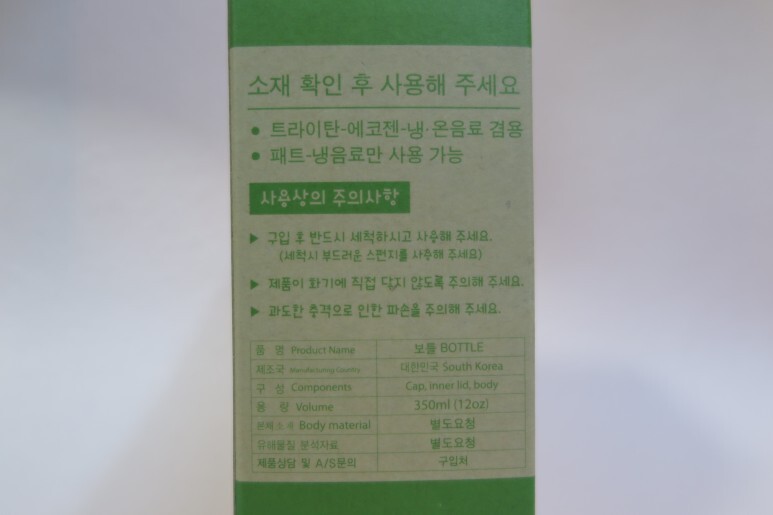 소재 확인 후 사용해 주세요
● 트라이탄-에코젠-냉·온음료 겸용
● 패트-냉음료만 사용 가능
사용상의 주의사항
▶ 구입 후 반드시 세척하시고 사용해 주세요.
(세척시 부드러운 스펀지를 사용해 주세요)
▶ 제품이 화기에 직접 닿지 않도록 주의해 주세요.
▶ 과도한 충격으로 인한 파손을 주의해 주세요.
품 명 Product Name 보틀 BOTTLE
제조국 Manufacturing Country 대한민국 South Korea
구 성 Components Cap, inner lid, body
용 량 Volume 350ml (12oz)
본체소재 Body material 별도요청
유해물질 분석자료 별도요청
제품상담 및 A/S문의 구입처